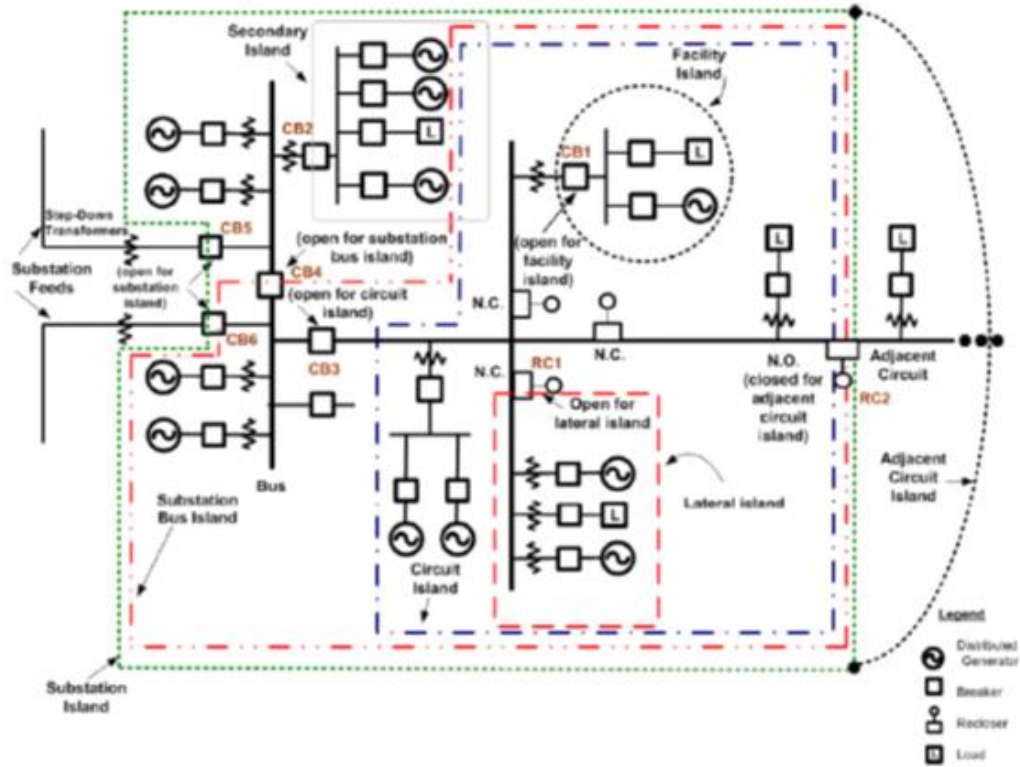 Secondary
Island
Facility
Island
CB2
L
CB1
L
Step-Down
Transformers
CB5
(open for substation
bus island)
(open for
facility
island)
L
L
Substation
Feeds
(open for
substation
island)
CB4
(open for circuit
island)
N.C.
CB6
CB3
N.C.
N.C.
RC1
N.O.
(closed for
adjacent
circuit
island)
Adjacent
Circuit
RC2
Open for
lateral island
Bus
Substation
Bus Island
Adjacent
Circuit
Island
Lateral island
L
Circuit
Island
Substation
Island
Legend
Distributed
Generator
Breaker
Recloser
L
Load